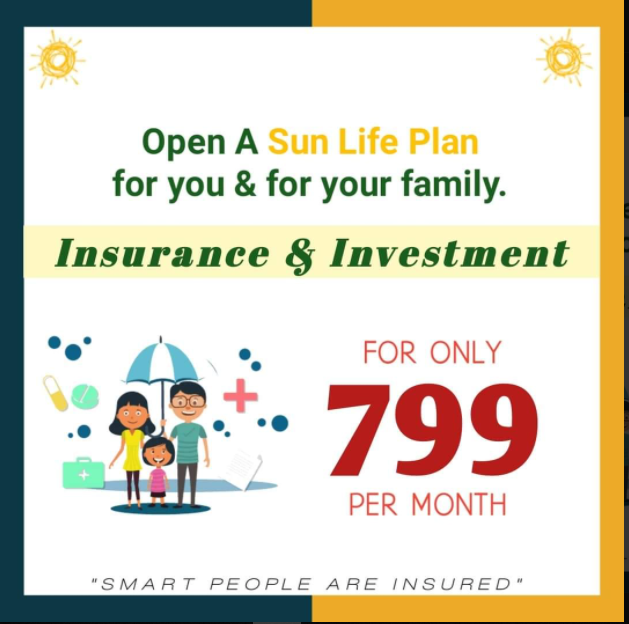 Open A Sun Life Plan
for you & for your family.
Insurance & Investment
FOR ONLY
799
PER MONTH
"SMART PEOPLE ARE INSURED"